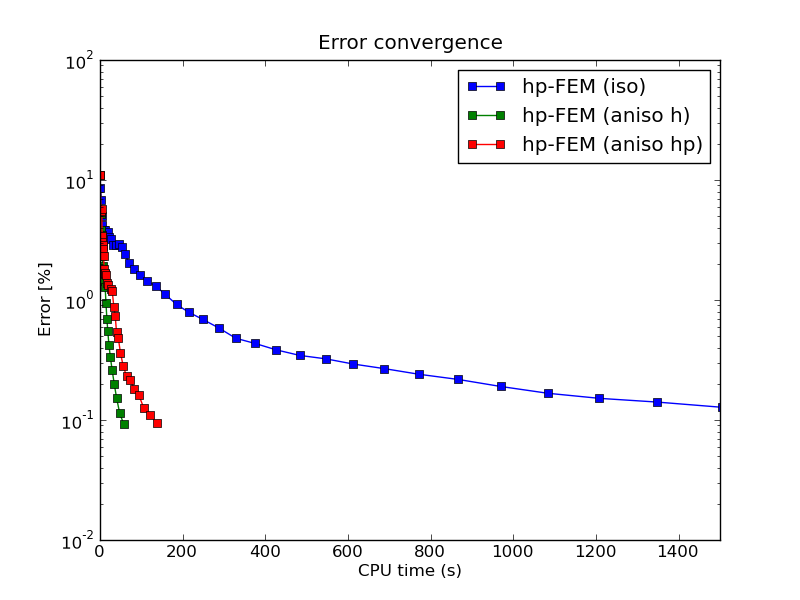 Error convergence
hp-FEM (iso)
hp-FEM (aniso h)
hp-FEM (aniso hp)
10^2
10^1
10^0
10^-1
10^-2
Error [%]
0 200 400 600 800 1000 1200 1400
CPU time (s)